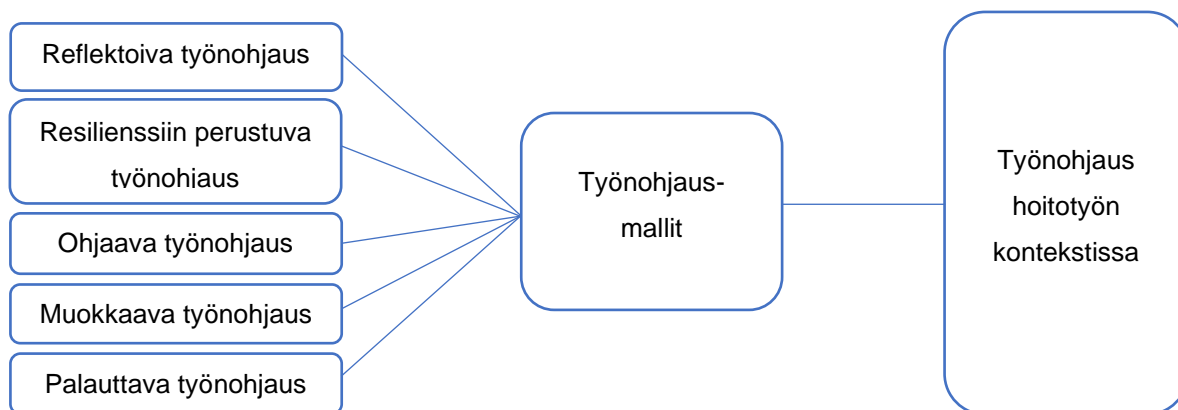 Reflektoiva työnohjaus
Resilienssiin perustuva
työnohjaus
Ohjaava työnohjaus
Muokkaava työnohjaus
Palauttava työnohjaus
Työnohjaus-
mallit
Työnohjaus
hoitotyön
kontekstissa